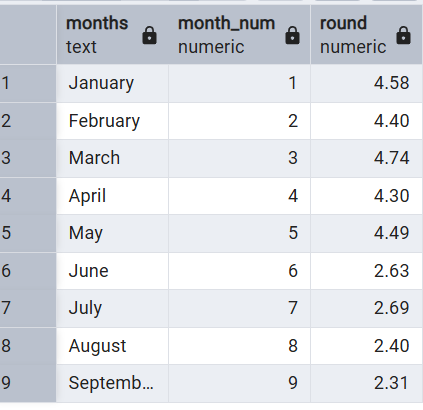 months month_num round
text numeric numeric
1 January 1 4.58
2 February 2 4.40
3 March 3 4.74
4 April 4 4.30
5 May 5 4.49
6 June 6 2.63
7 July 7 2.69
8 August 8 2.40
9 Septemb... 9 2.31